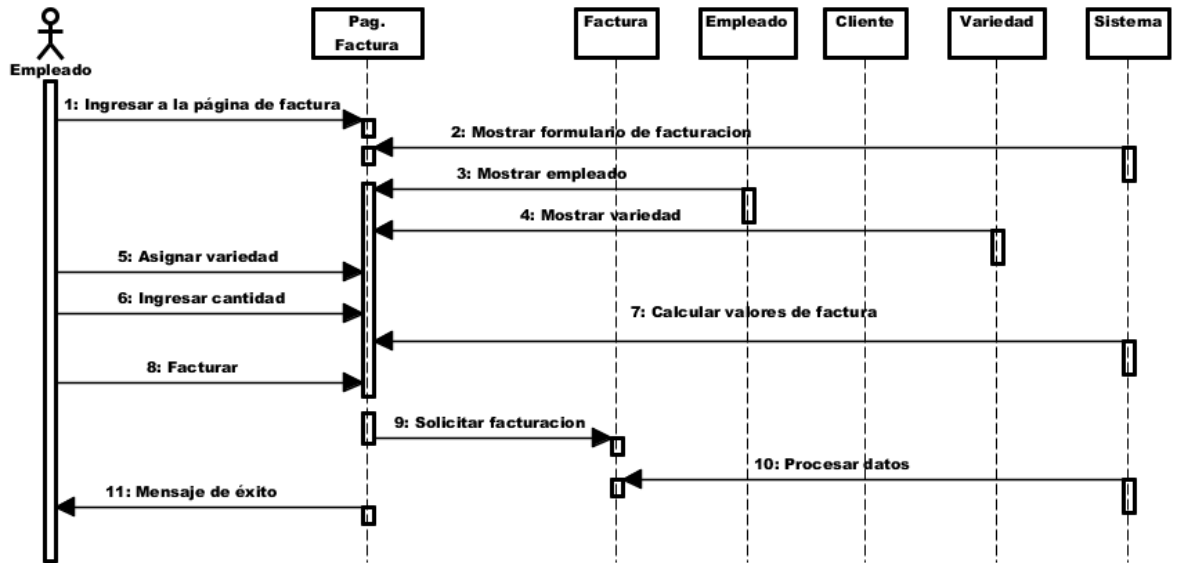 Pag.
Factura
Factura
Empleado
Cliente
Variedad
Sistema
Empleado
1: Ingresar a la página de factura
2: Mostrar formulario de facturacion
3: Mostrar empleado
4: Mostrar variedad
5: Asignar variedad
6: Ingresar cantidad
7: Calcular valores de factura
8: Facturar
9: Solicitar facturacion
10: Procesar datos
11: Mensaje de éxito